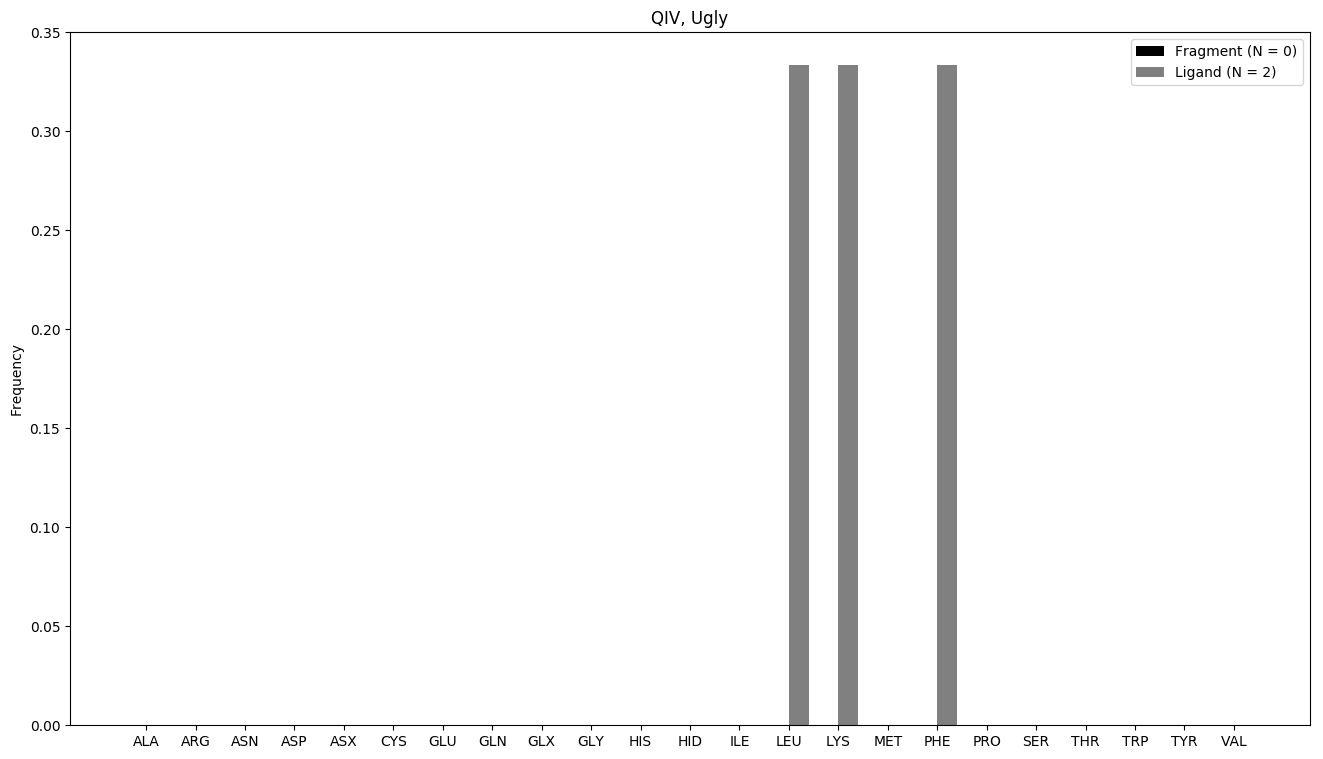 QIV, Ugly
Fragment (N = 0)
Ligand (N = 2)
0.35
0.30
0.25
0.20
0.15
0.10
0.05
0.00
Frequency
ALA ARG ASN ASP ASX CYS GLU GLN GLX GLY HIS HID ILE LEU LYS MET PHE PRO SER THR TRP TYR VAL